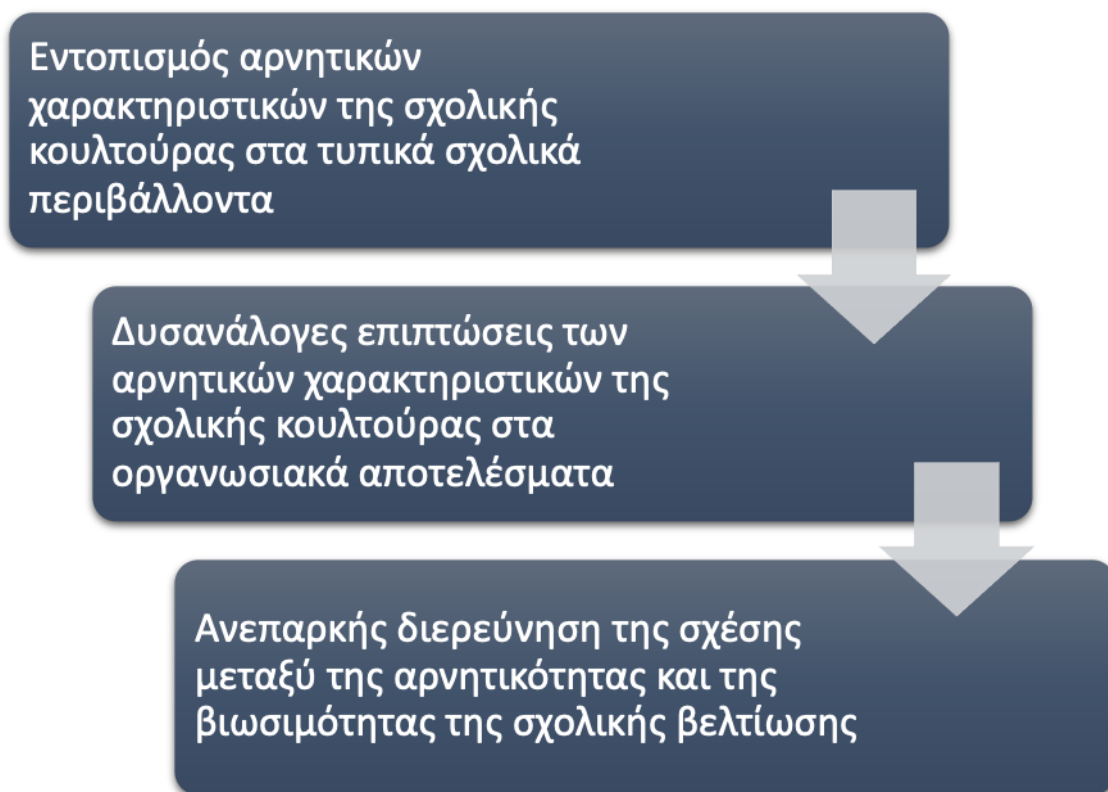 Εντοπισμός αρνητικών
χαρακτηριστικών της σχολικής
κουλτούρας στα τυπικά σχολικά
περιβάλλοντα
Δυσανάλογες επιπτώσεις των
αρνητικών χαρακτηριστικών της
σχολικής κουλτούρας στα
οργανωσιακά αποτελέσματα
Ανεπαρκής διερεύνηση της σχέσης
μεταξύ της αρνητικότητας και της
βιωσιμότητας της σχολικής βελτίωσης